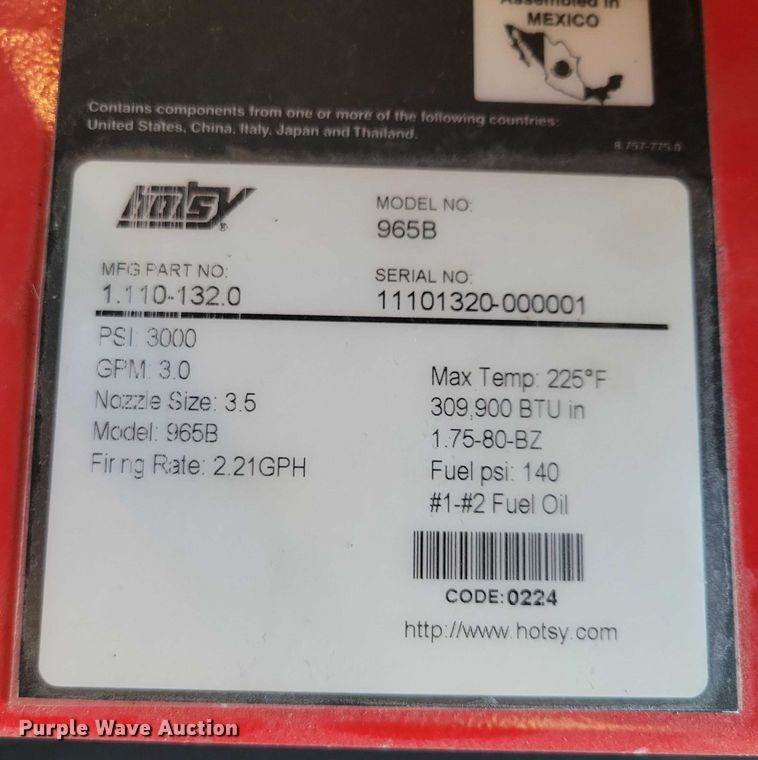 Assembled in
MEXICO
Contains components from one or more of the following countries:
United States, China, Italy, Japan and Thailand.
8.757-775.0
hotsy®
MODEL NO:
965B
MFG PART NO:
1.110-132.0
SERIAL NO:
11101320-000001
PSI: 3000
GPM: 3.0
Nozzle Size: 3.5
Model: 965B
Firing Rate: 2.21GPH
Max Temp: 225°F
309,900 BTU in
1.75-80-BZ
Fuel psi: 140
#1-#2 Fuel Oil
CODE:0224
http://www.hotsy.com
Purple Wave Auction